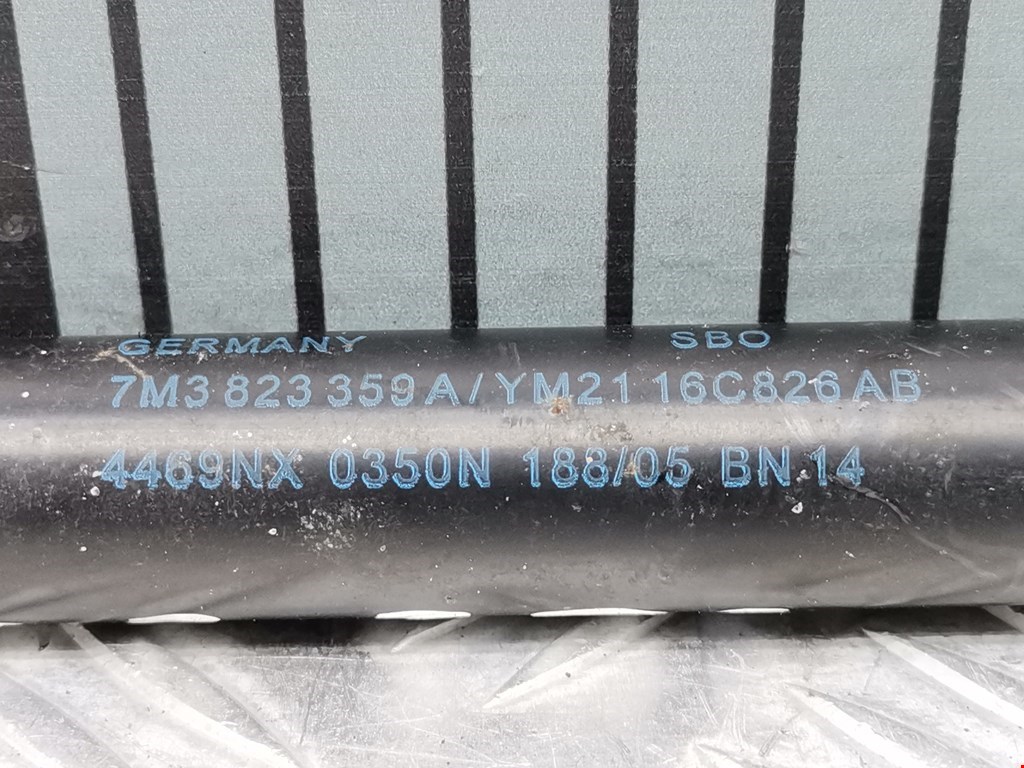 GERMANY SBO
7M3 823 359 A / YM21 16C826 AB
4469NX 0350N 188/05 BN 14